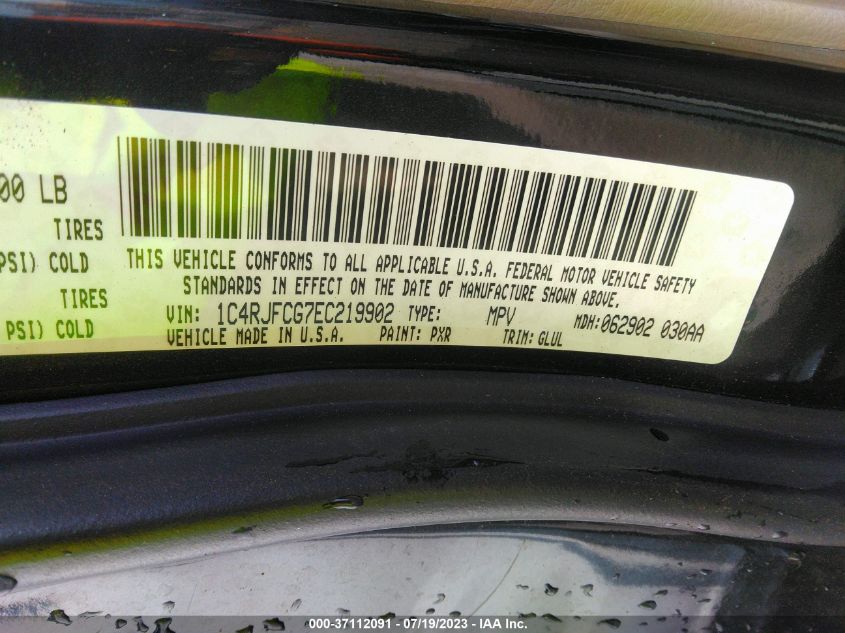 00 LB
TIRES
PSI) COLD
TIRES
PSI) COLD
THIS VEHICLE CONFORMS TO ALL APPLICABLE U.S.A. FEDERAL MOTOR VEHICLE SAFETY
STANDARDS IN EFFECT ON THE DATE OF MANUFACTURE SHOWN ABOVE.
VIN: 1C4RJFCG7EC219902 TYPE: MPV MDH:062902 030AA
VEHICLE MADE IN U.S.A. PAINT: PXR TRIM: GLUL
000-37112091 - 07/19/2023 - IAA Inc.